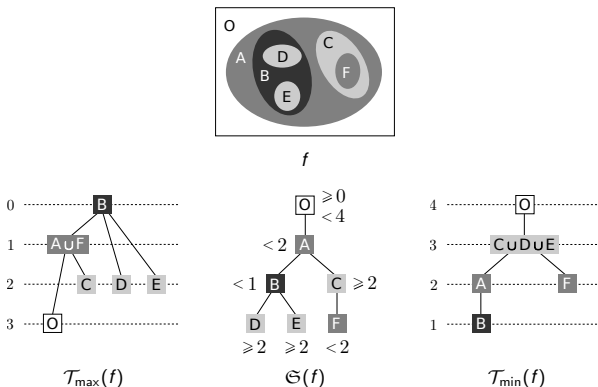 O
A
C
D
B
F
E
f
0
B
1
A∪F
2
C D E
3
O
𝒯max(f)
O ⩾0
<4
<2 A
<1 B C ⩾2
D E F
⩾2 ⩾2 <2
𝔖(f)
4
O
3
C∪D∪E
2
A F
1
B
𝒯min(f)